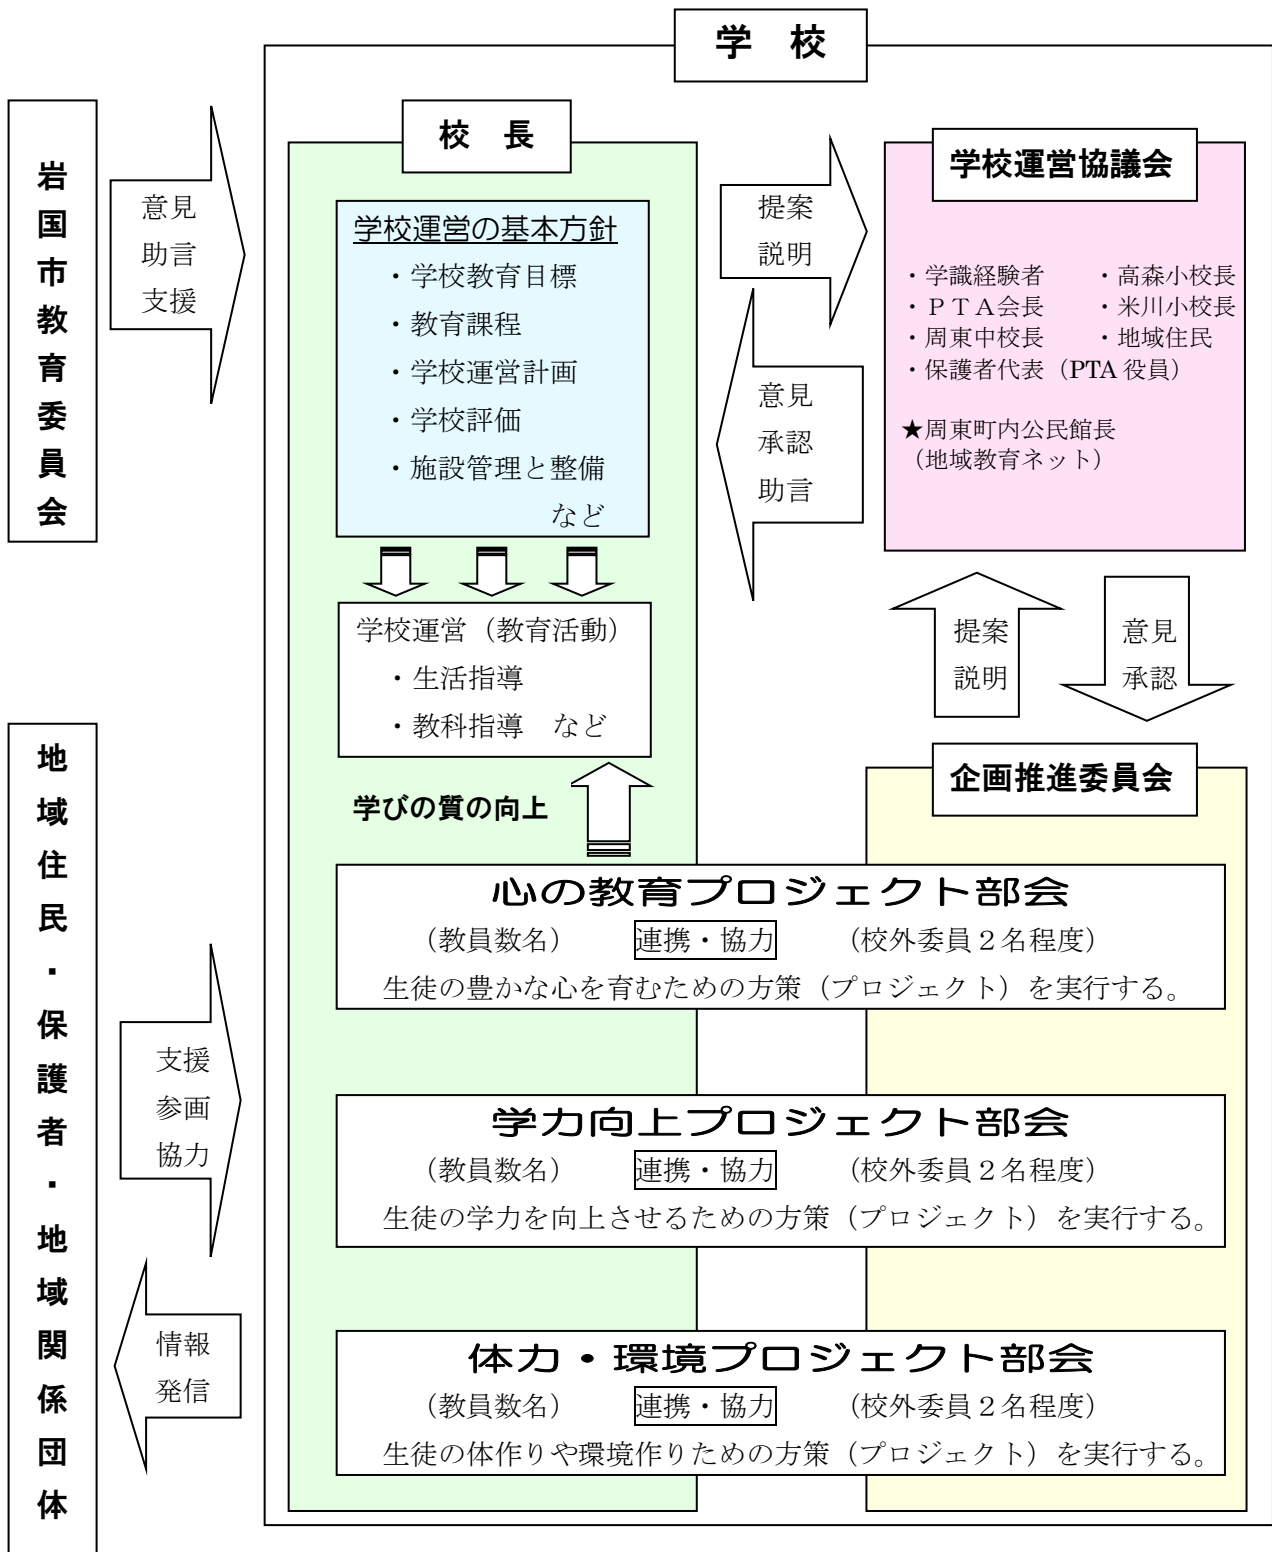 学 校
岩国市教育委員会
意見
助言
支援
校 長
学校運営の基本方針
・学校教育目標
・教育課程
・学校運営計画
・学校評価
・施設管理と整備
など
提案
説明
意見
承認
助言
学校運営協議会
・学識経験者 ・高森小校長
・ＰＴＡ会長 ・米川小校長
・周東中校長 ・地域住民
・保護者代表（PTA 役員）
★周東町内公民館長
（地域教育ネット）
学校運営（教育活動）
・生活指導
・教科指導 など
提案
説明
意見
承認
学びの質の向上
企画推進委員会
地域住民・保護者・地域関係団体
支援
参画
協力
情報
発信
心の教育プロジェクト部会
（教員数名） 連携・協力 （校外委員２名程度）
生徒の豊かな心を育むための方策（プロジェクト）を実行する。
学力向上プロジェクト部会
（教員数名） 連携・協力 （校外委員２名程度）
生徒の学力を向上させるための方策（プロジェクト）を実行する。
体力・環境プロジェクト部会
（教員数名） 連携・協力 （校外委員２名程度）
生徒の体作りや環境作りための方策（プロジェクト）を実行する。